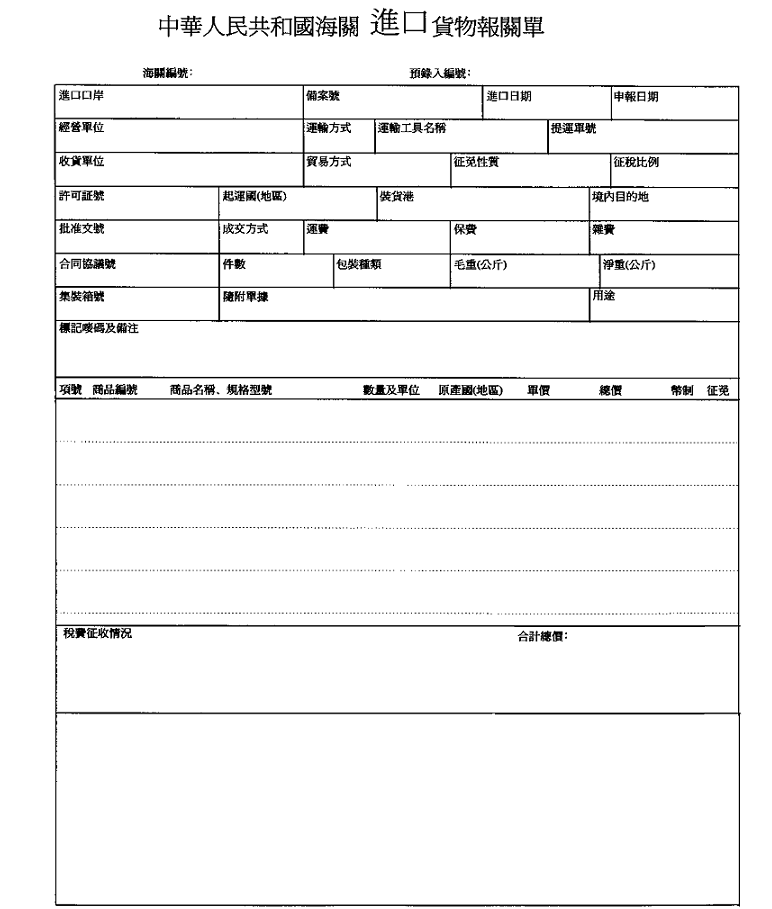 中華人民共和國海關 進口 貨物報關單
海關編號: 預錄入編號:
進口口岸 備案號 進口日期 申報日期
經營單位 運輸方式 運輸工具名稱 提運單號
收貨單位 貿易方式 征免性質 征稅比例
許可証號 起運國(地區) 裝貨港 境內目的地
批准文號 成交方式 運費 保費 雜費
合同協議號 件數 包裝種類 毛重(公斤) 淨重(公斤)
集裝箱號 隨附單據 用途
標記嘜碼及備注
項號 商品編號 商品名稱、規格型號 數量及單位 原產國(地區) 單價 總價 幣制 征免
稅費征收情況 合計總價: